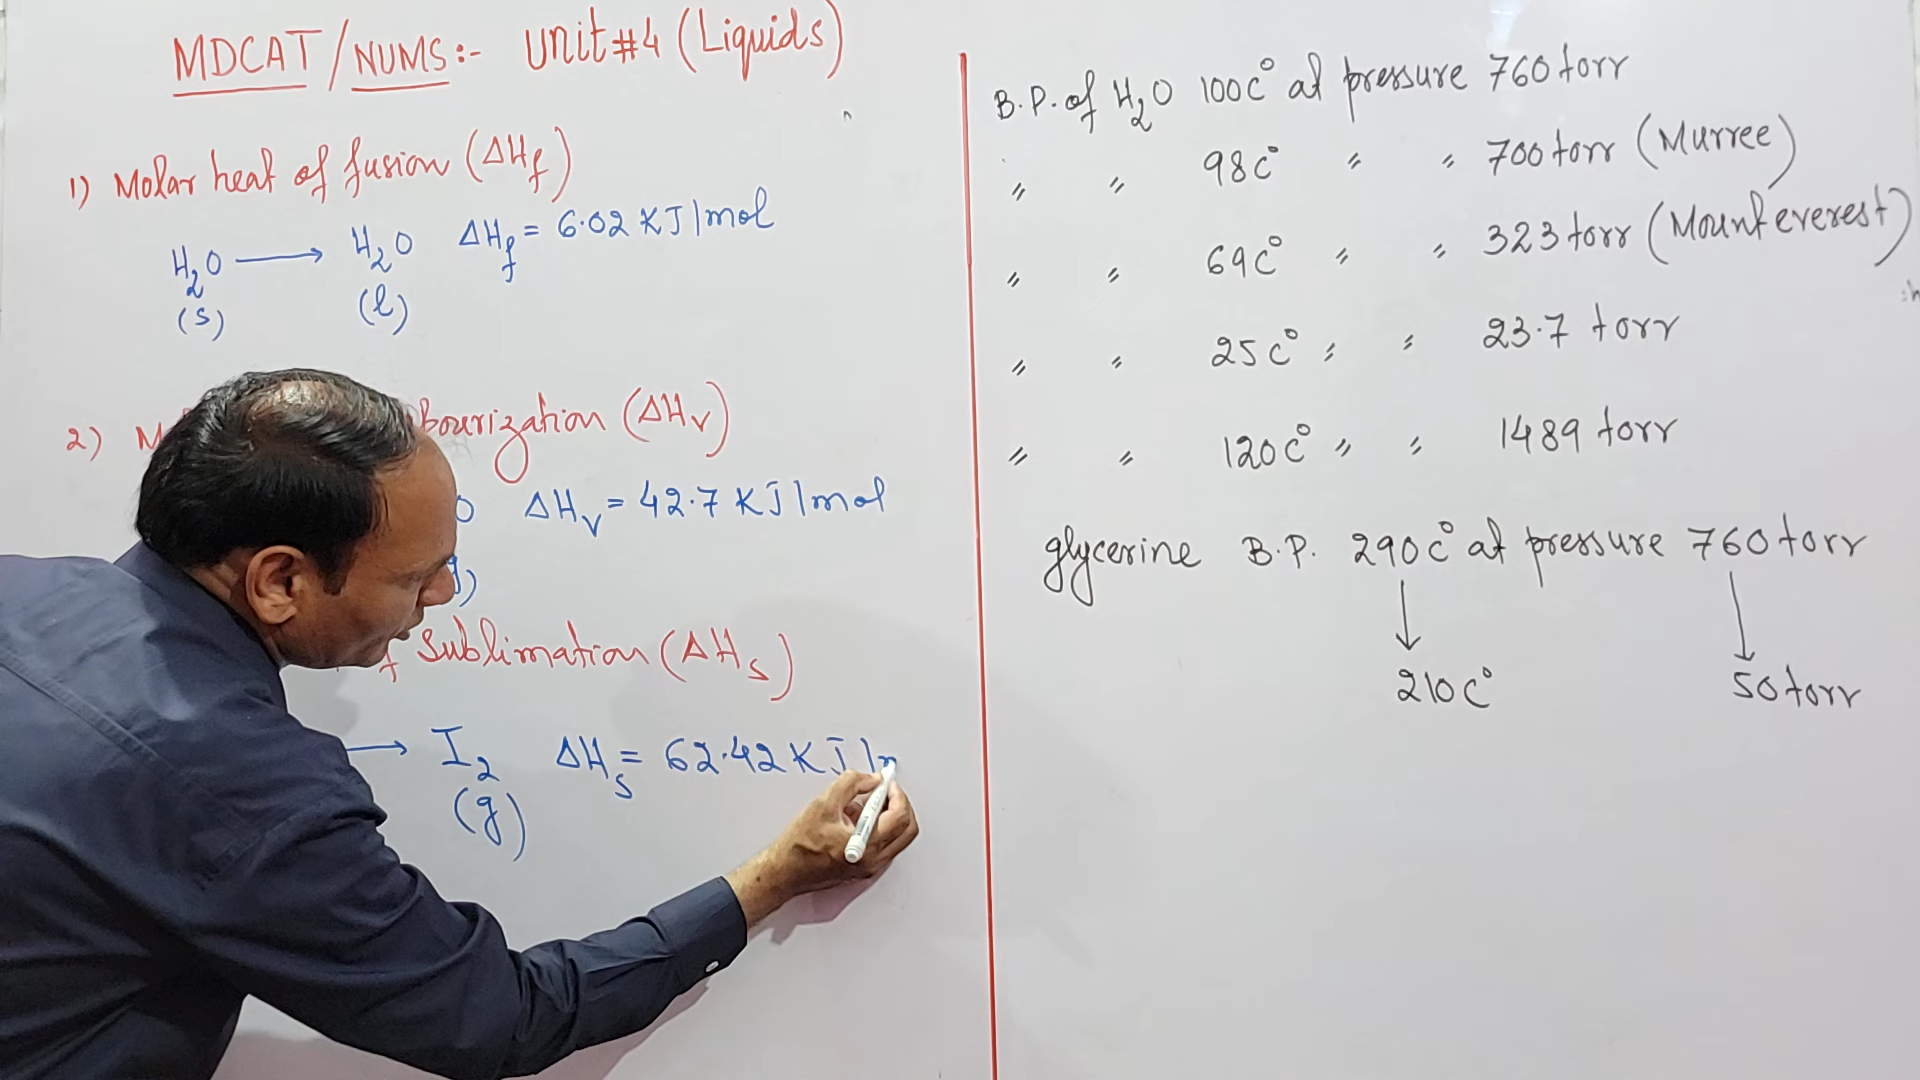 MDCAT/NUMS:- Unit#4 (Liquids)
1) Molar heat of fusion (ΔHf)
H₂O ⟶ H₂O ΔHf = 6.02 KJ/mol
(s) (l)
2) (ΔHv)
O ΔHv = 42.7 KJ/mol
Sublimation (ΔHs)
⟶ I₂ ΔHs = 62.42 KJ/
(g)
B.P. of H₂O 100C° at pressure 760 torr
〃 〃 98C° 〃 〃 700 torr (Murree)
〃 〃 69C° 〃 〃 323 torr (Mount everest)
〃 〃 25C° 〃 〃 23.7 torr
〃 〃 120C° 〃 〃 1489 torr
glycerine B.P. 290C° at pressure 760 torr
↓ ↓
210C° 50 torr